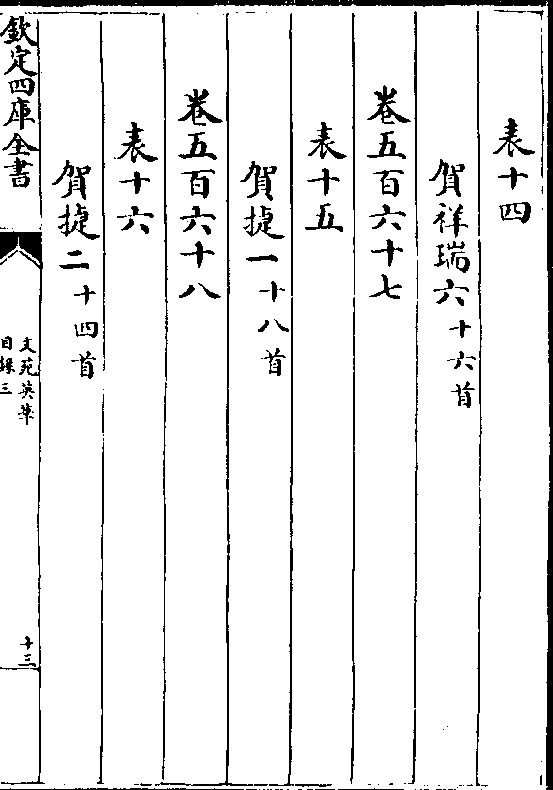 表十四
賀祥瑞六十六首
卷五百六十七
表十五
賀捷一十八首
卷五百六十八
表十六
賀捷二十四首
欽定四庫全書
文苑英華
目錄三
十三